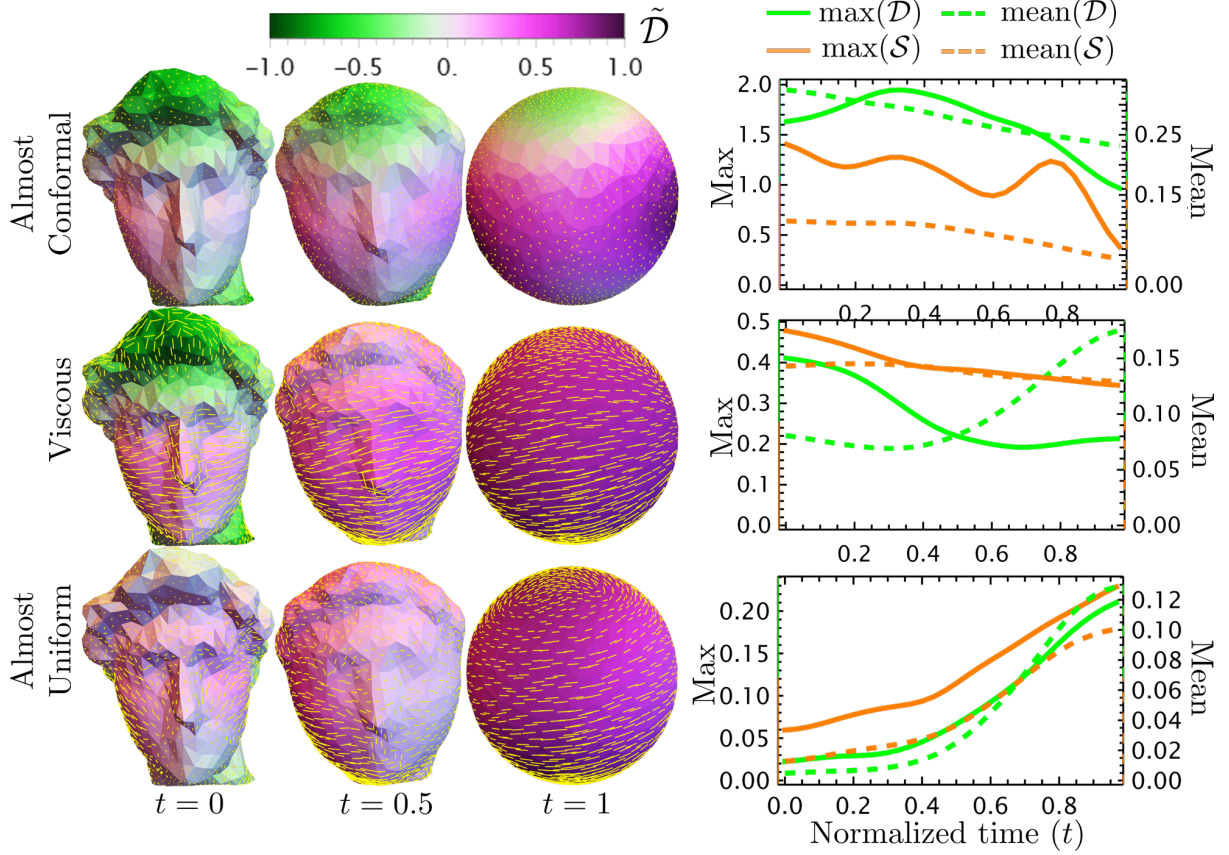 -1.0 -0.5 0. 0.5 1.0 𝒟̃
max(𝒟) mean(𝒟)
max(𝒮) mean(𝒮)
Almost
Conformal
Max
2.0
1.5
1.0
0.5
0.0
0.25
0.15
0.00
Mean
0.2 0.4 0.6 0.8
Viscous
Max
0.5
0.4
0.3
0.2
0.1
0.0
0.15
0.10
0.05
0.00
Mean
0.2 0.4 0.6 0.8
Almost
Uniform
Max
0.20
0.15
0.10
0.05
0.00
0.12
0.10
0.08
0.06
0.04
0.02
0.00
Mean
0.0 0.2 0.4 0.6 0.8
t = 0 t = 0.5 t = 1
Normalized time (t)